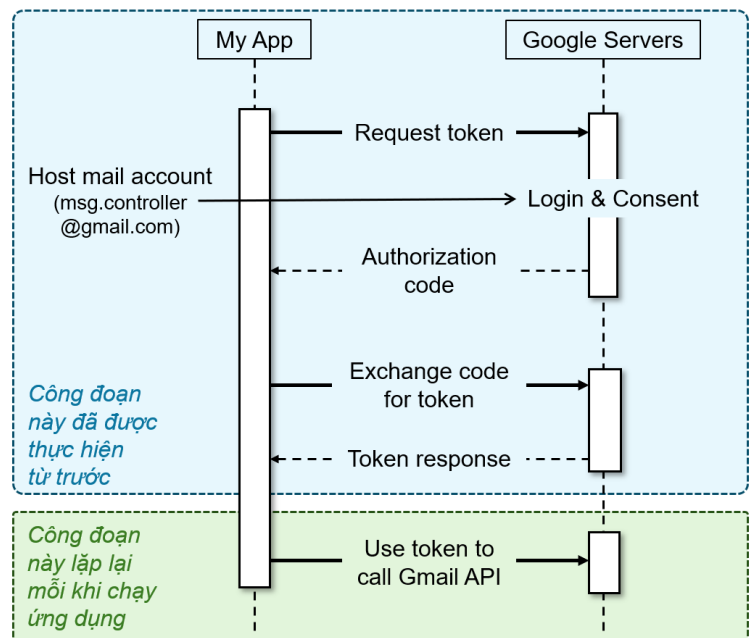 My App
Google Servers
Request token
Host mail account
(msg.controller
@gmail.com)
Login & Consent
Authorization
code
Exchange code
for token
Công đoạn
này đã được
thực hiện
từ trước
Token response
Công đoạn
này lặp lại
mỗi khi chạy
ứng dụng
Use token to
call Gmail API